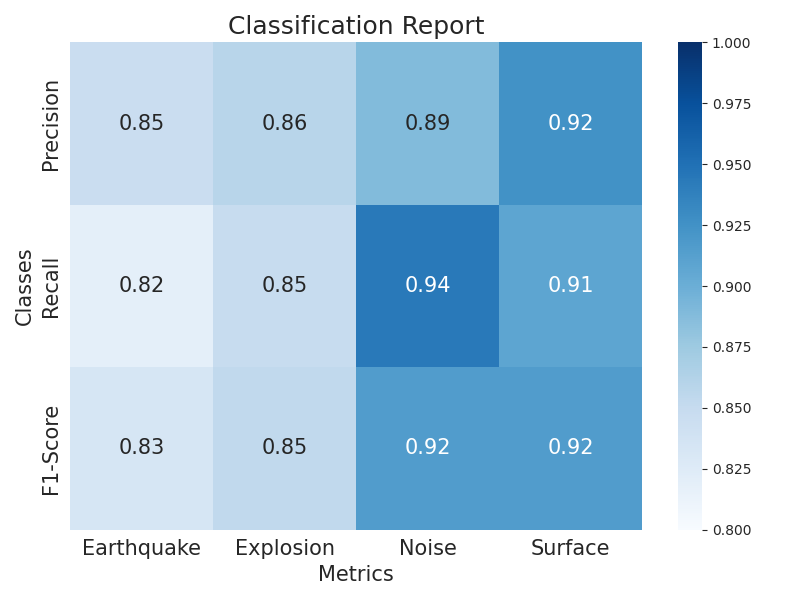 Classification Report
Classes
Precision
0.85 0.86 0.89 0.92
Recall
0.82 0.85 0.94 0.91
F1-Score
0.83 0.85 0.92 0.92
Earthquake Explosion Noise Surface
Metrics
1.000
0.975
0.950
0.925
0.900
0.875
0.850
0.825
0.800